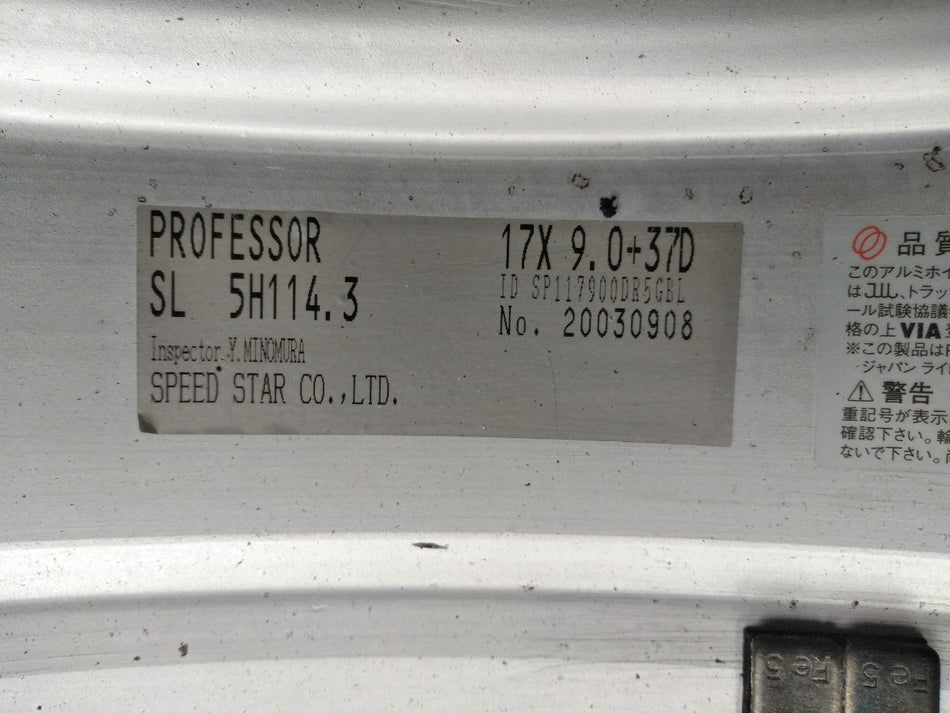 PROFESSOR
SL 5H114.3
Inspector Y.MINOMURA
SPEED STAR CO.,LTD.
17X 9.0+37D
ID SP117900DR5GBL
No. 20030908
品質
このアルミホイ
はJWL、トラッ
ール試験協議
格の上VIA
※この製品は
ジャパン ライ
⚠警告
重記号が表示
確認下さい。輪
ないで下さい。
Fe 5
e 5